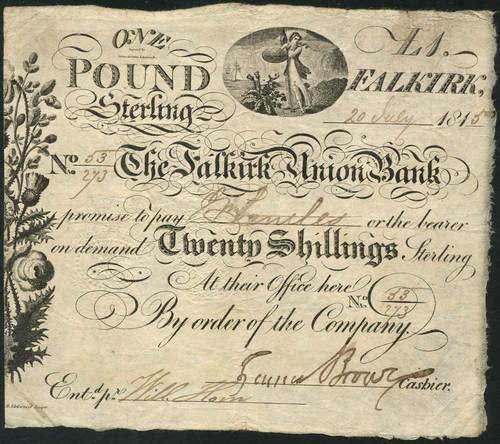 ONE
POUND
Sterling
£1.
FALKIRK,
20 July 1815
No. 53/273
The Falkirk Union Bank
promise to pay or the bearer
on demand Twenty Shillings Sterling
At their Office here
No. 53/273
By order of the Company.
Brown Cashier.
Ent.d p.r Will